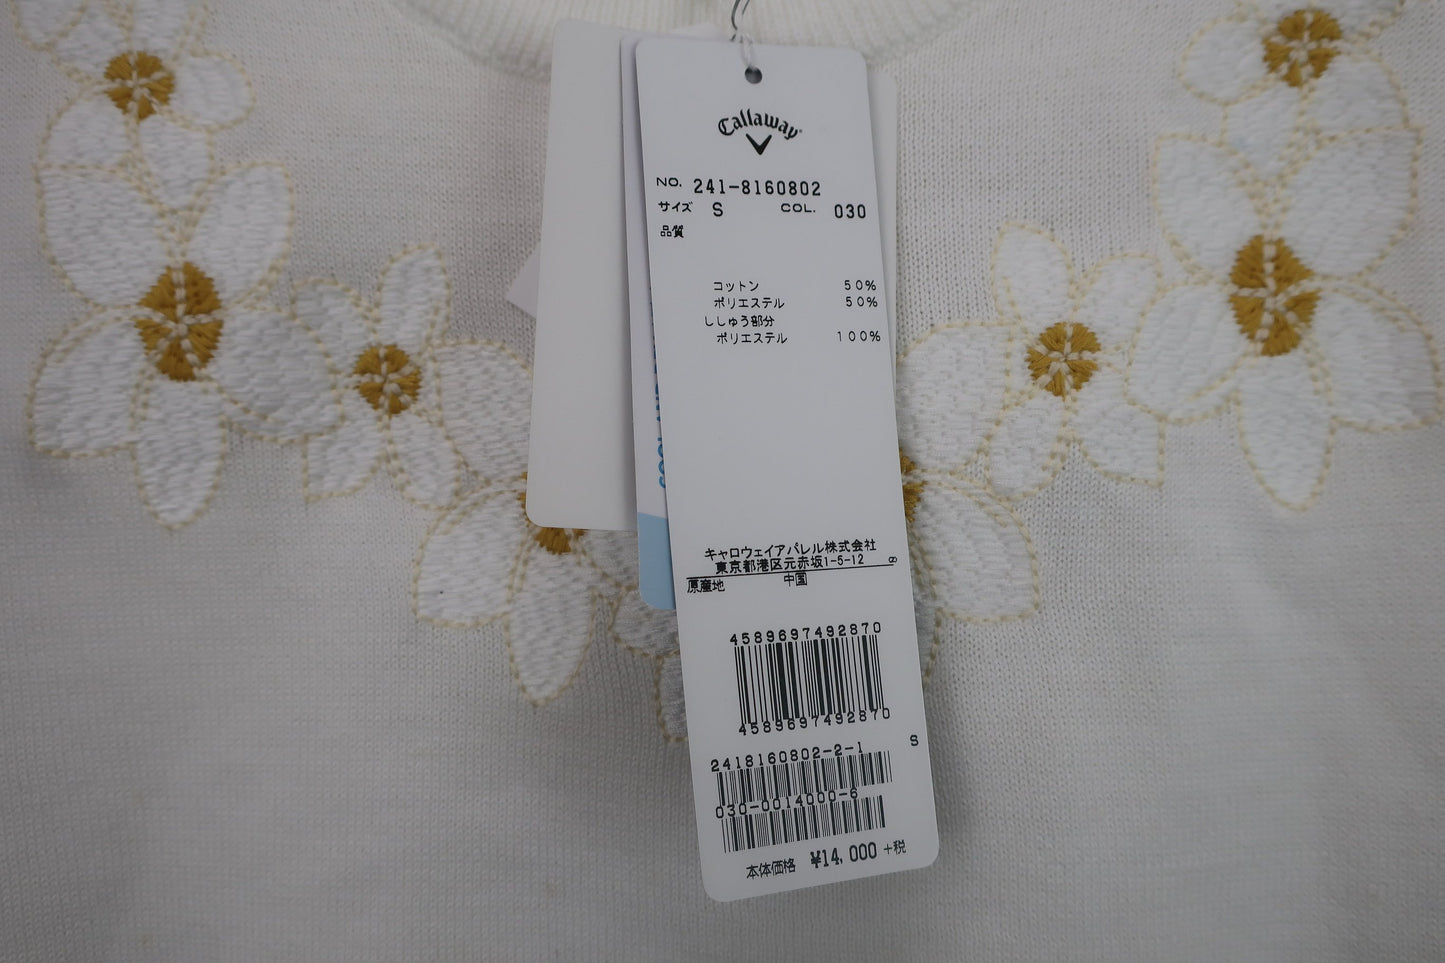 Callaway
NO. 241-8160802
サイズ S COL. 030
品質
コットン 50%
ポリエステル 50%
ししゅう部分
ポリエステル 100%
キャロウェイアパレル株式会社
東京都港区元赤坂1-5-12 8
原産地 中国
4589697492870
4589697492870
2418160802-2-1 S
030-0014000-6
本体価格 ¥14,000 +税